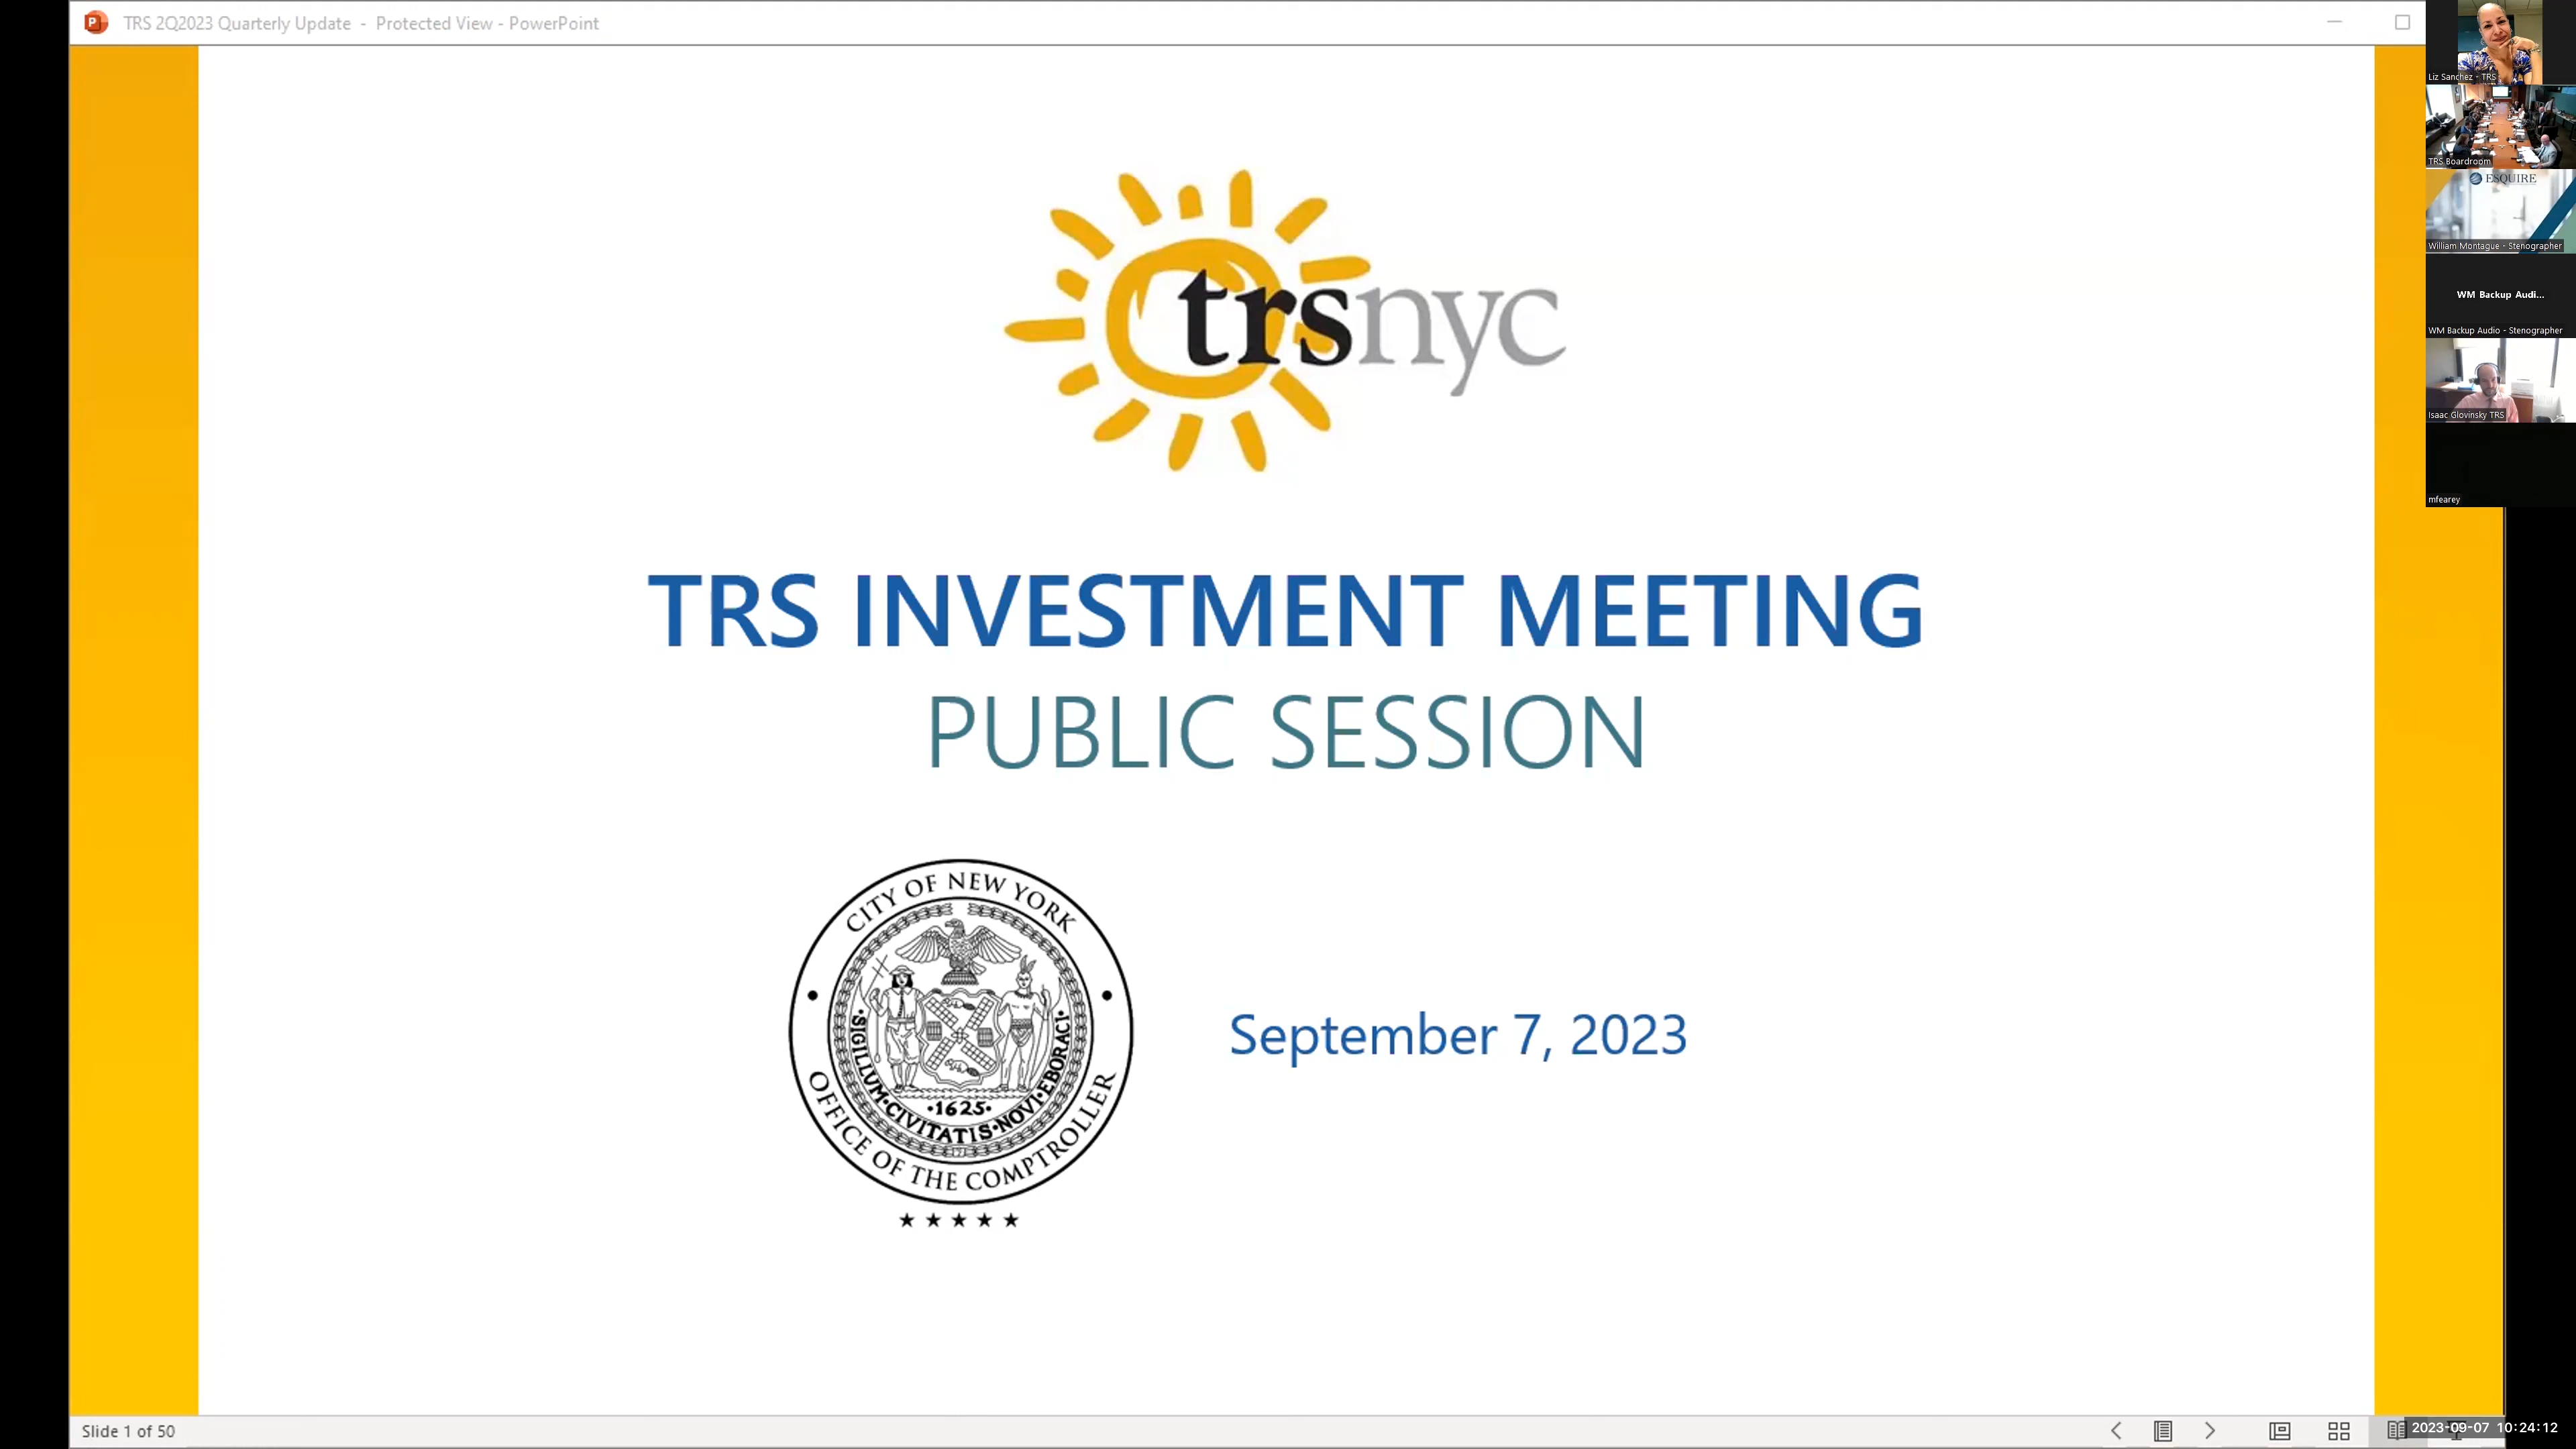 TRS 2Q2023 Quarterly Update - Protected View - PowerPoint
trsnyc
TRS INVESTMENT MEETING
PUBLIC SESSION
CITY OF NEW YORK
OFFICE OF THE COMPTROLLER
•SIGILLUM•CIVITATIS•NOVI•EBORACI•
•1625•
September 7, 2023
Liz Sanchez - TRS
TRS Boardroom
ESQUIRE
William Montague - Stenographer
WM Backup Audi...
WM Backup Audio - Stenographer
Isaac Glovinsky TRS
mfearey
Slide 1 of 50
2023-09-07 10:24:12